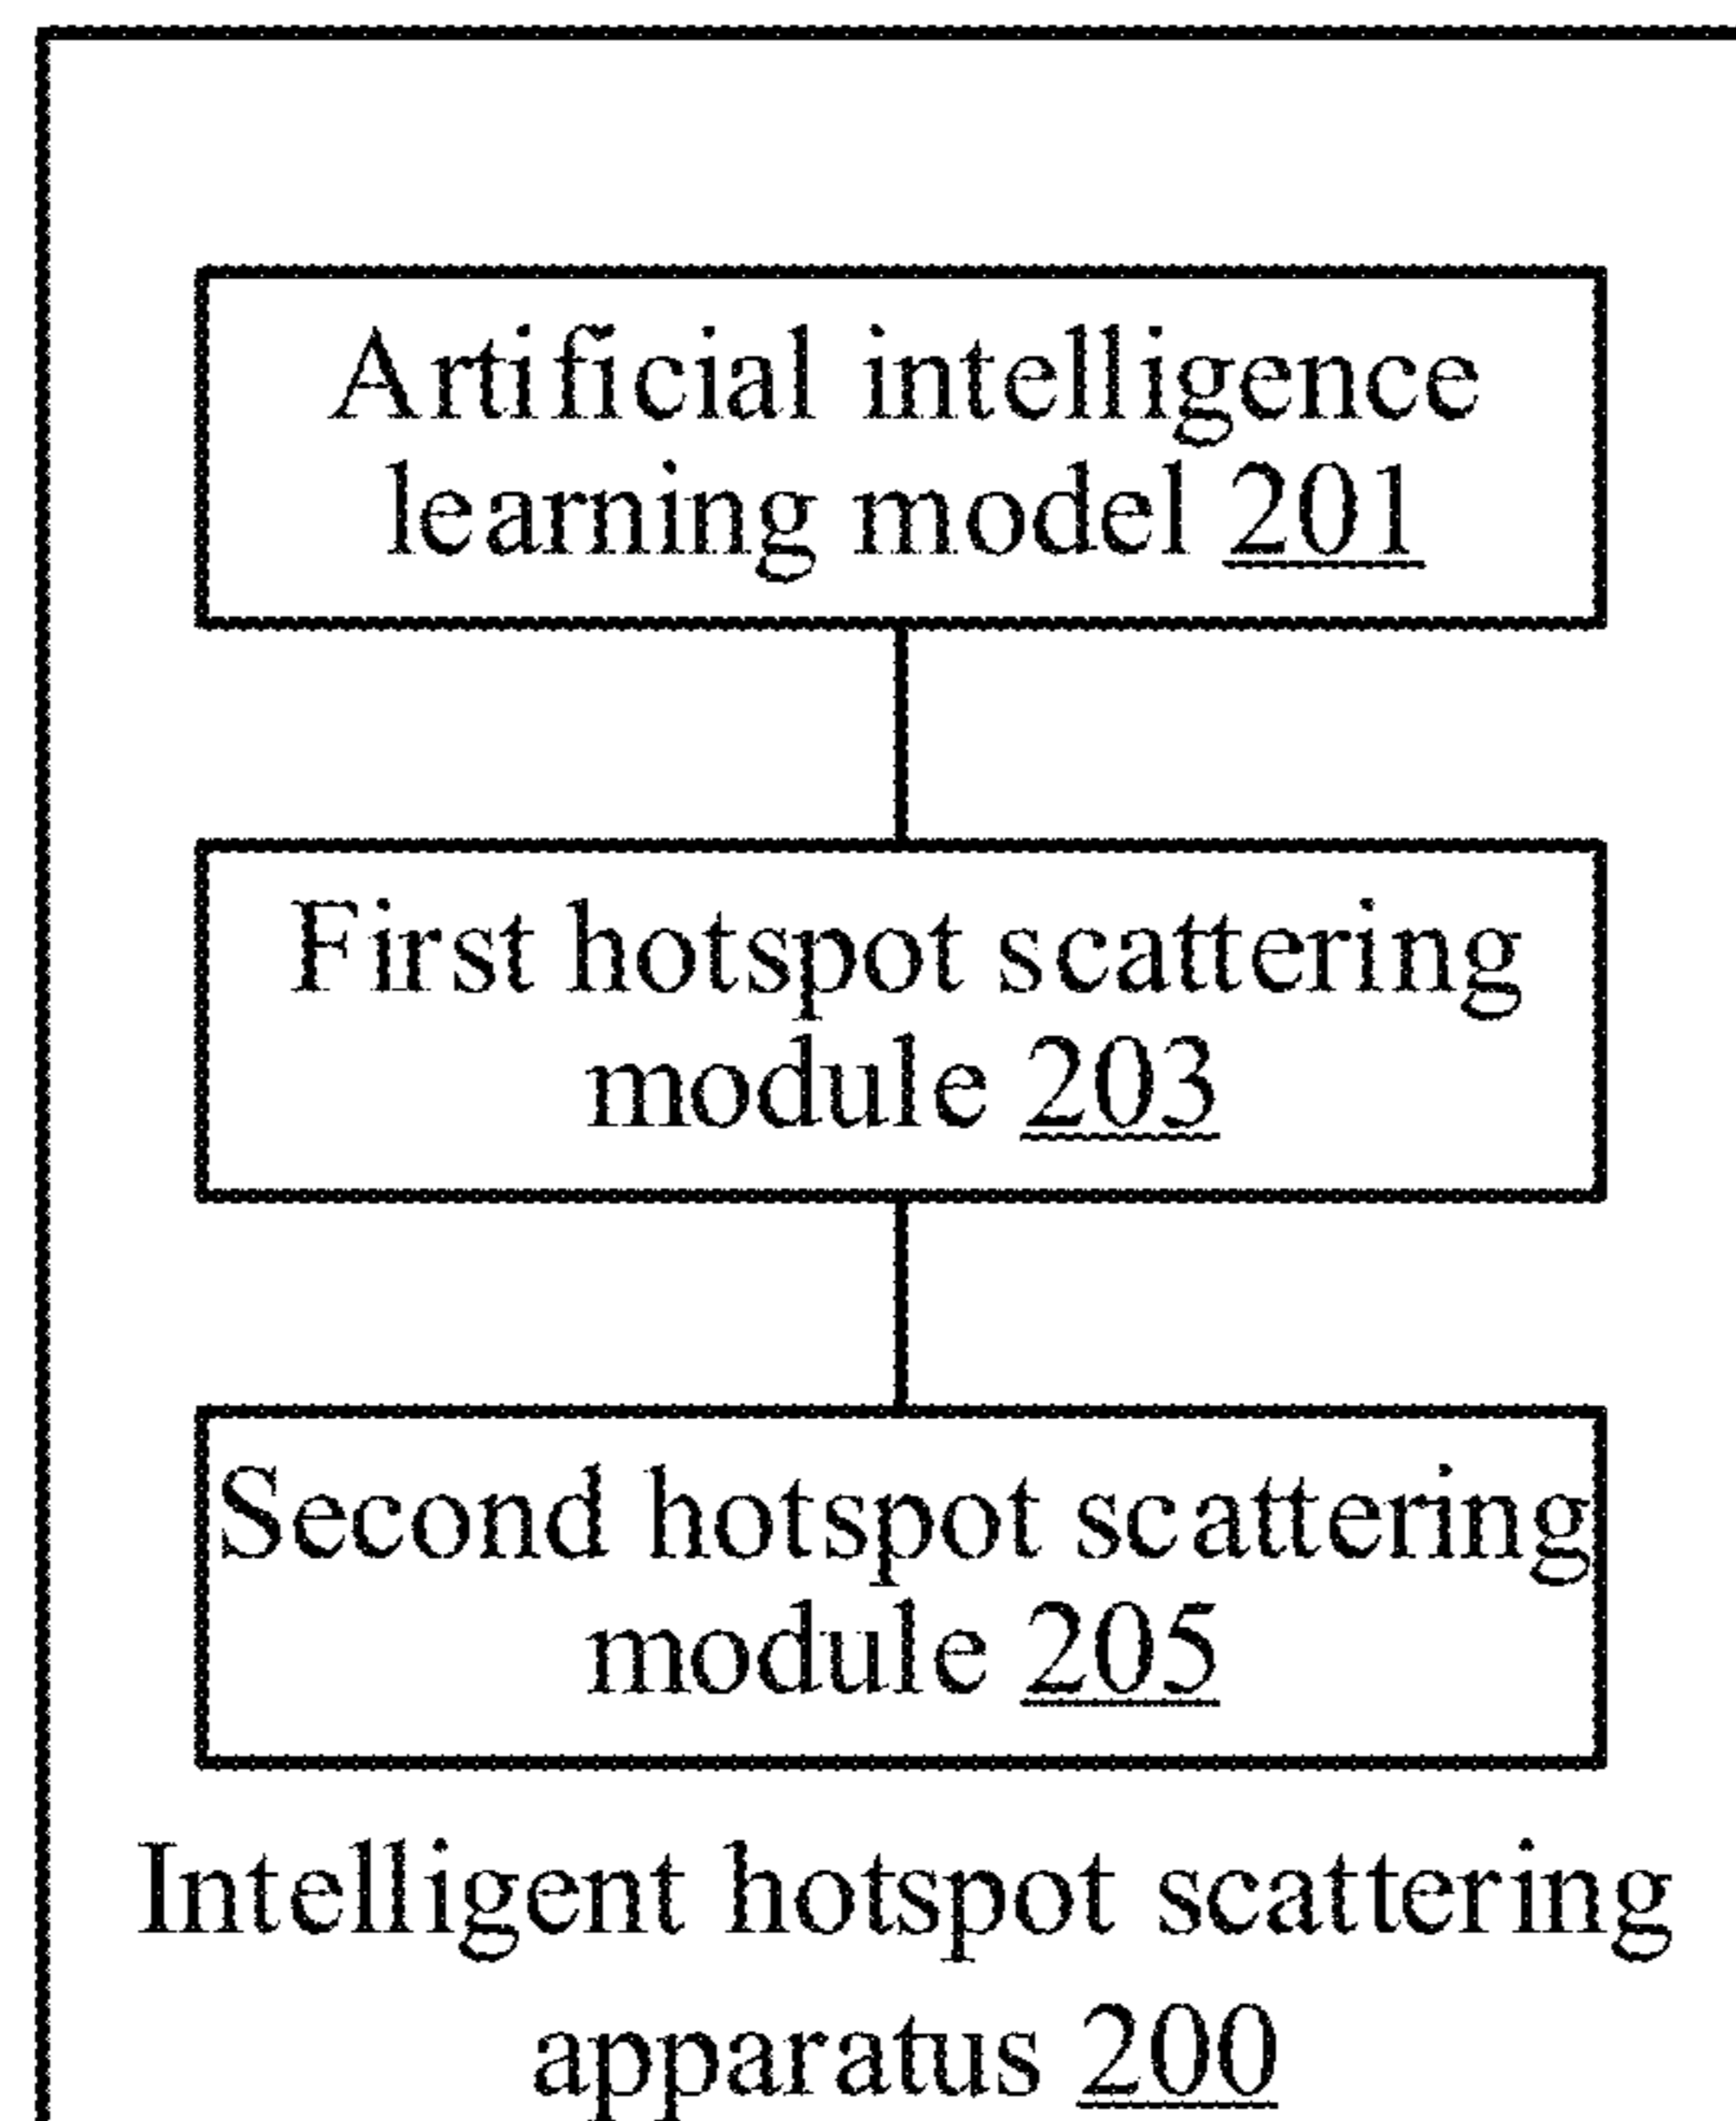 Artificial intelligence
learning model 201
First hotspot scattering
module 203
Second hotspot scattering
module 205
Intelligent hotspot scattering
apparatus 200